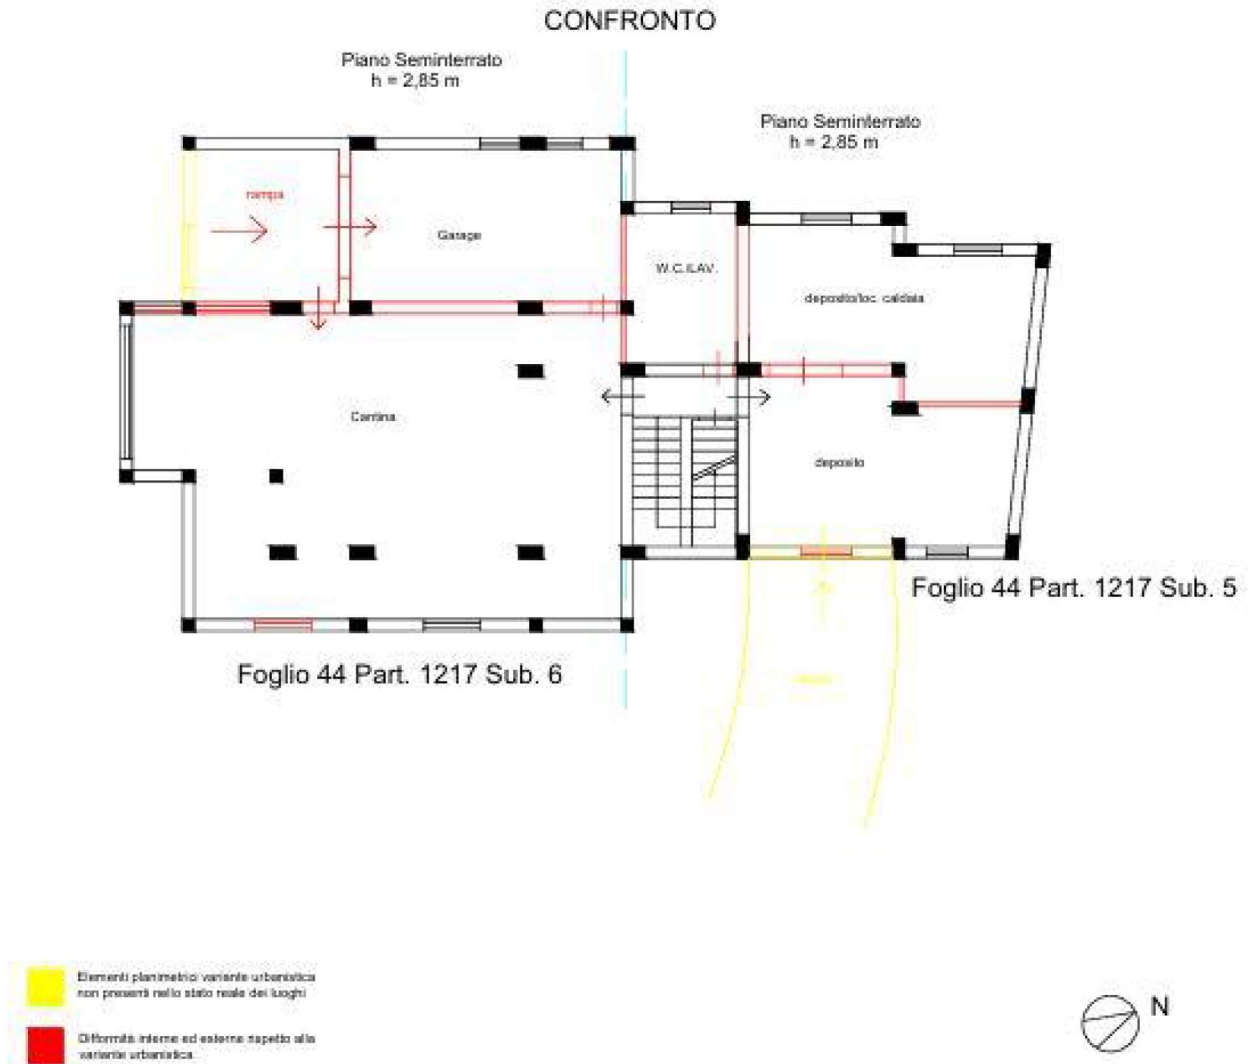 CONFRONTO
Piano Seminterrato
h = 2,85 m
Piano Seminterrato
h = 2,85 m
rampa
Garage
W.C./LAV.
deposito/loc. caldaia
Cantina
deposito
Foglio 44 Part. 1217 Sub. 5
Foglio 44 Part. 1217 Sub. 6
Elementi planimetrici variante urbanistica
non presenti nello stato reale dei luoghi
N
Difformità interne ed esterne rispetto alla
variante urbanistica